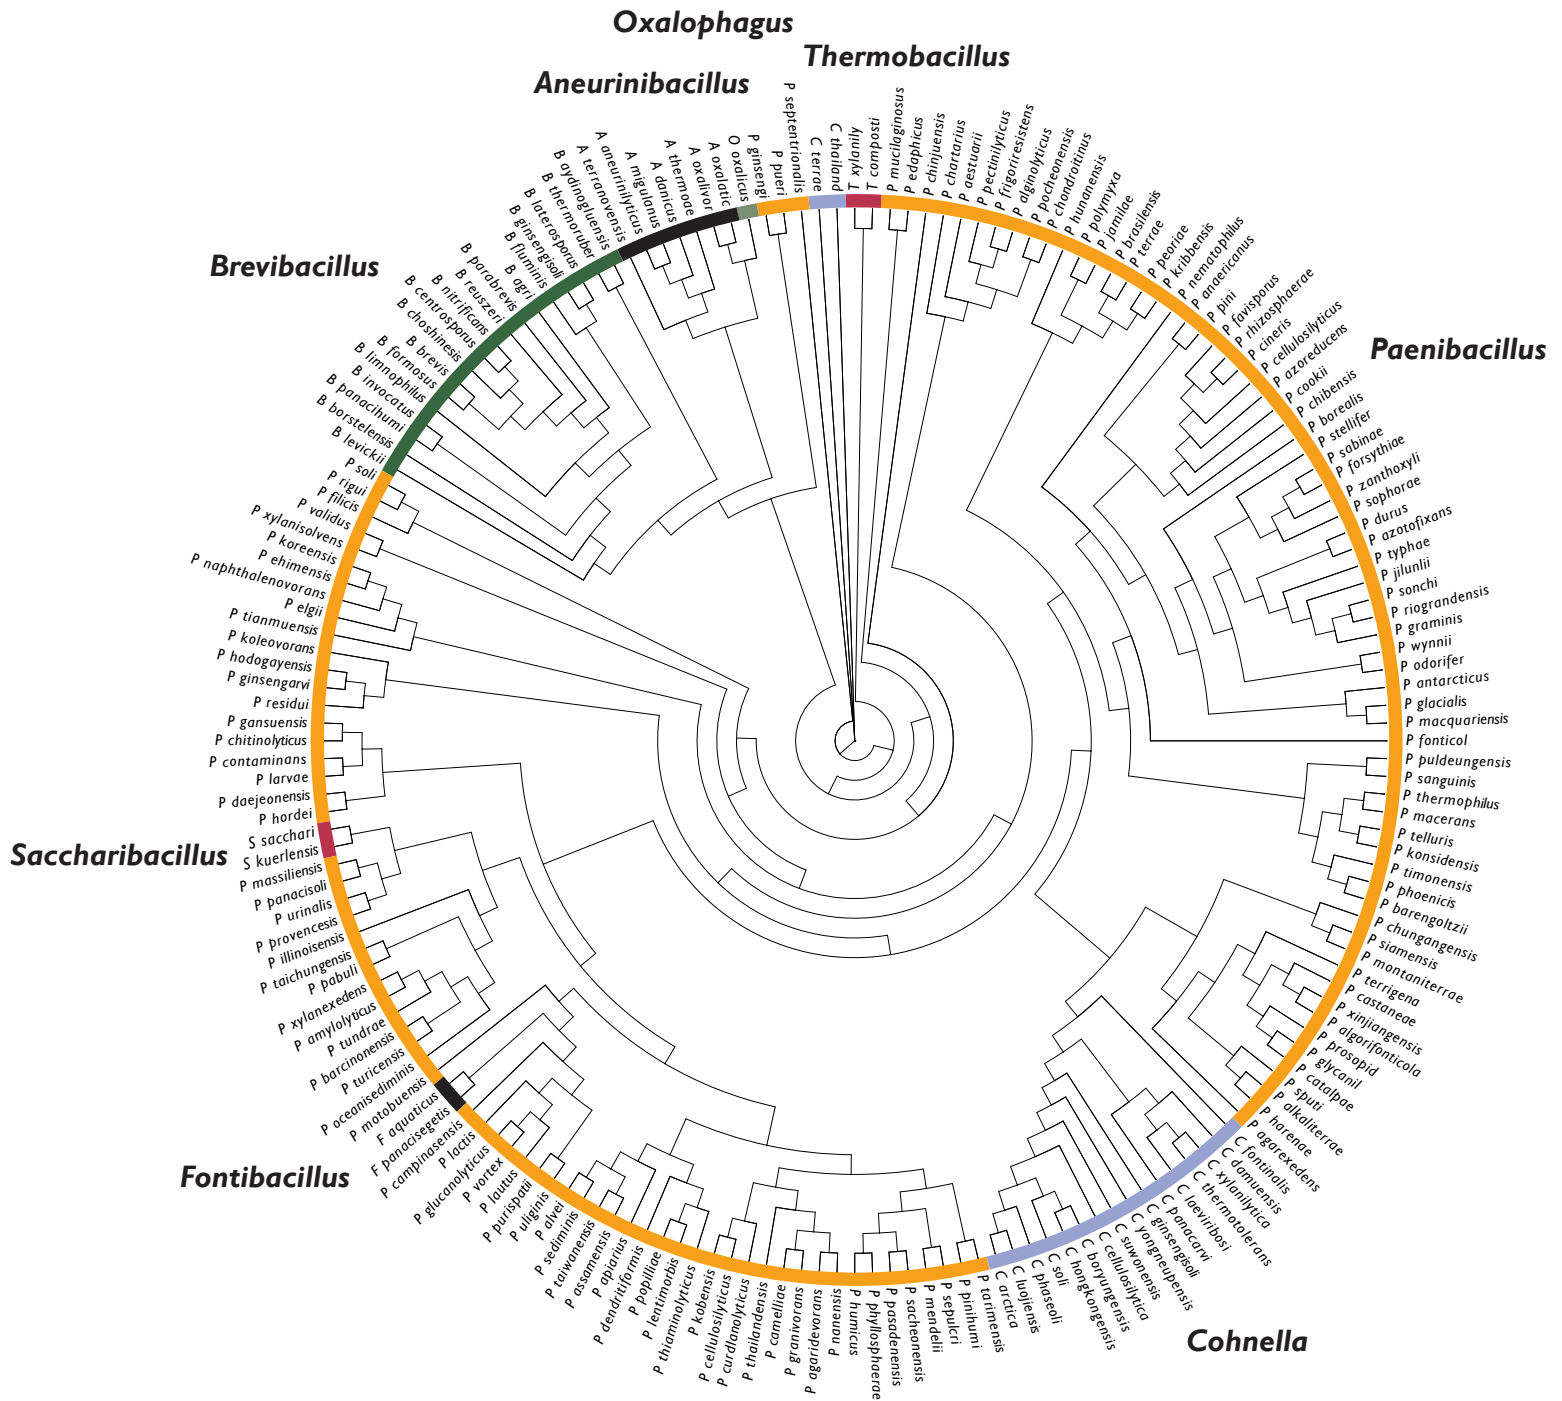 Oxalophagus
Thermobacillus
Aneurinibacillus
Brevibacillus
Paenibacillus
Saccharibacillus
Fontibacillus
Cohnella
P septentrionalis
C terrae
C thailand
T xylanily
T composti
P mucilaginosus
P edaphicus
P chinjuensis
P chartarius
P aestuarii
P pectinilyticus
P frigoriresistens
P alginolyticus
P pocheonensis
P chondroitinus
P hunanensis
P polymyxa
P jamilae
P brasilensis
P terrae
P peoriae
P kribbensis
P nematophilus
P anaericanus
P pini
P favisporus
P rhizosphaerae
P cineris
P cellulosilyticus
P azoreducens
P cookii
P chibensis
P borealis
P stellifer
P sabinae
P forsythiae
P zanthoxyli
P sophorae
P durus
P azotofixans
P typhae
P jilunlii
P sonchi
P riograndensis
P graminis
P wynnii
P odorifer
P antarcticus
P glacialis
P macquariensis
P fonticol
P puldeungensis
P sanguinis
P thermophilus
P macerans
P telluris
P konsidensis
P timonensis
P phoenicis
P barengoltzii
P chungangensis
P siamensis
P montaniterrae
P terrigena
P castaneae
P xinjiangensis
P algorifonticola
P prosopid
P glycanil
P catalpae
P sputi
P alkaliterrae
P harenae
P agarexedens
C fontinalis
C damuensis
C xylanilytica
C thermotolerans
C laeviribosi
C panacarvi
C ginsengisoli
C yongneupensis
C suwonensis
C cellulosilytica
C boryungensis
C hongkongensis
C soli
C phaseoli
C luojiensis
C arctica
P tarimensis
P pinihumi
P sepulcri
P mendelii
P sacheonensis
P pasadenensis
P phyllosphaerae
P humicus
P nanensis
P agaridevorans
P granivorans
P camelliae
P thailandensis
P curdlanolyticus
P cellulosilyticus
P kobensis
P thiaminolyticus
P lentimorbis
P popilliae
P dendritiformis
P apiarius
P assamensis
P taiwanensis
P sediminis
P alvei
P uliginis
P purispatii
P lautus
P vortex
P glucanolyticus
P lactis
P campinasensis
F panacisegetis
F aquaticus
P motobuensis
P oceanisediminis
P turicensis
P barcinonensis
P tundrae
P amylolyticus
P xylanexedens
P pabuli
P taichungensis
P illinoisensis
P provencesis
P urinalis
P panacisoli
P massiliensis
S kuerlensis
S sacchari
P hordei
P daejeonensis
P larvae
P contaminans
P chitinolyticus
P gansuensis
P residui
P ginsengarvi
P hodogayensis
P koleovorans
P tianmuensis
P elgii
P naphthalenovorans
P ehimensis
P koreensis
P xylanisolvens
P validus
P filicis
P rigui
P soli
B levickii
B borstelensis
B panacihumi
B invocatus
B limnophilus
B formosus
B brevis
B choshinesis
B centrosporus
B nitrificans
B reuszeri
B parabrevis
B agri
B fluminis
B ginsengisoli
B laterosporus
B thermoruber
B aydinogluensis
A terranovensis
A aneurinilyticus
A migulanus
A danicus
A thermoae
A oxalivor
A oxalatic
O oxalicus
P ginsengi
P pueri